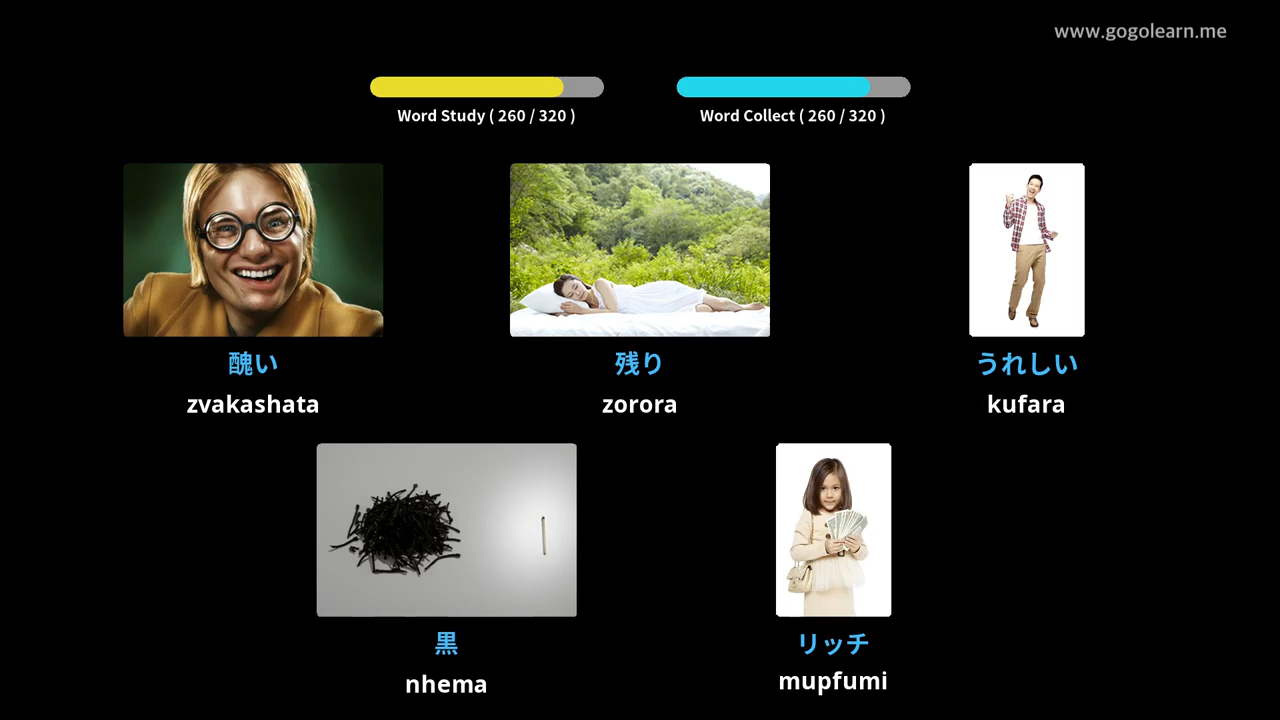 www.gogolearn.me
Word Study ( 260 / 320 )
Word Collect ( 260 / 320 )
醜い
残り
うれしい
zvakashata
zorora
kufara
黒
リッチ
nhema
mupfumi